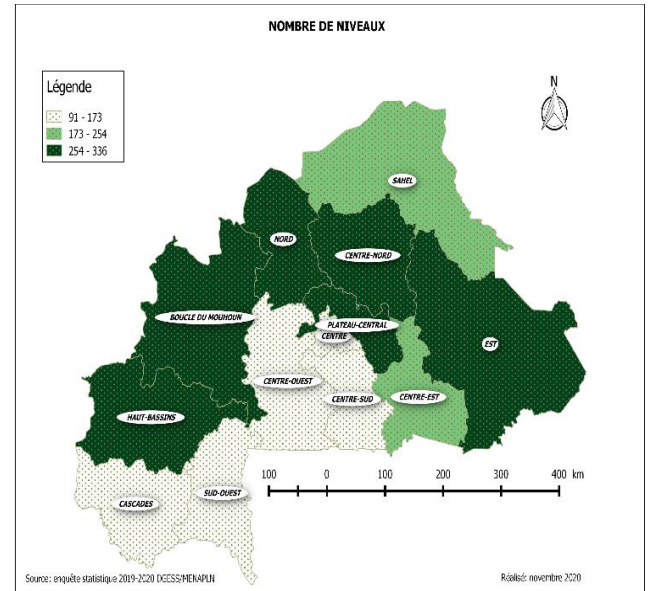 NOMBRE DE NIVEAUX
Légende
91 - 173
173 - 254
254 - 336
N
SAHEL
NORD
CENTRE-NORD
BOUCLE DU MOUHOUN
PLATEAU-CENTRAL
CENTRE
EST
CENTRE-OUEST
CENTRE-SUD
CENTRE-EST
HAUT-BASSINS
CASCADES
SUD-OUEST
100 0 100 200 300 400 km
Source: enquête statistique 2019-2020 DGESS/MENAPLN
Réalisé: novembre 2020